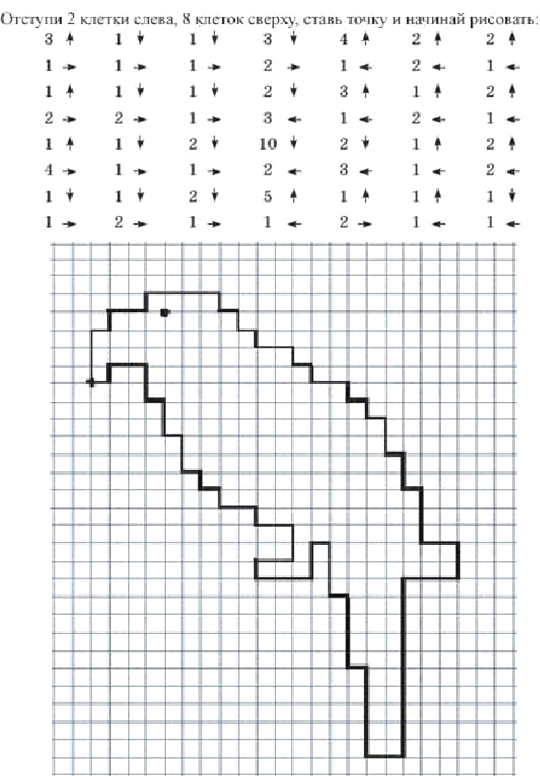 Отступи 2 клетки слева, 8 клеток сверху, ставь точку и начинай рисовать:
3 ↑ 1 ↓ 1 ↓ 3 ↓ 4 ↑ 2 ↑ 2 ↑
1 → 1 → 1 → 2 → 1 ← 2 ← 1 ←
1 ↑ 1 ↓ 1 ↓ 2 ↓ 3 ↑ 1 ↑ 2 ↑
2 → 2 → 1 → 3 ← 1 ← 2 ← 1 ←
1 ↑ 1 ↓ 2 ↓ 10 ↓ 2 ↓ 1 ↑ 2 ↑
4 → 1 → 1 → 2 ← 3 ← 1 ← 2 ←
1 ↓ 1 ↓ 2 ↓ 5 ↑ 1 ↑ 1 ↑ 1 ↓
1 → 2 → 1 → 1 ← 2 → 1 ← 1 ←